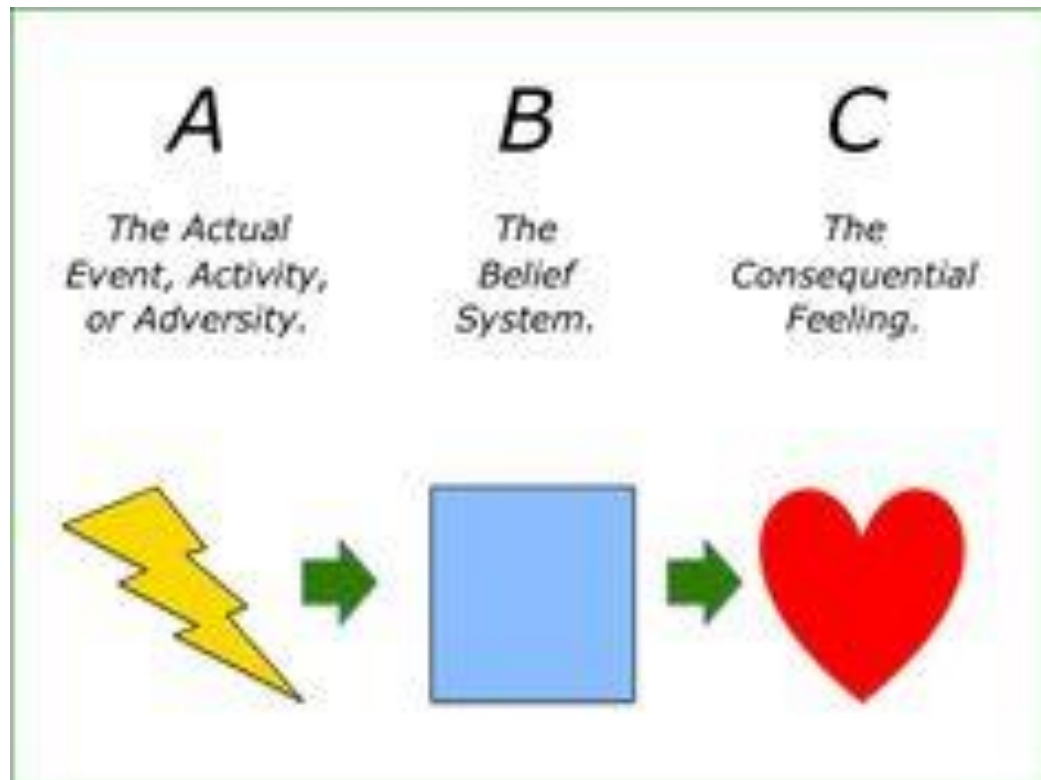 A
The Actual
Event, Activity,
or Adversity.
B
The
Belief
System.
C
The
Consequential
Feeling.